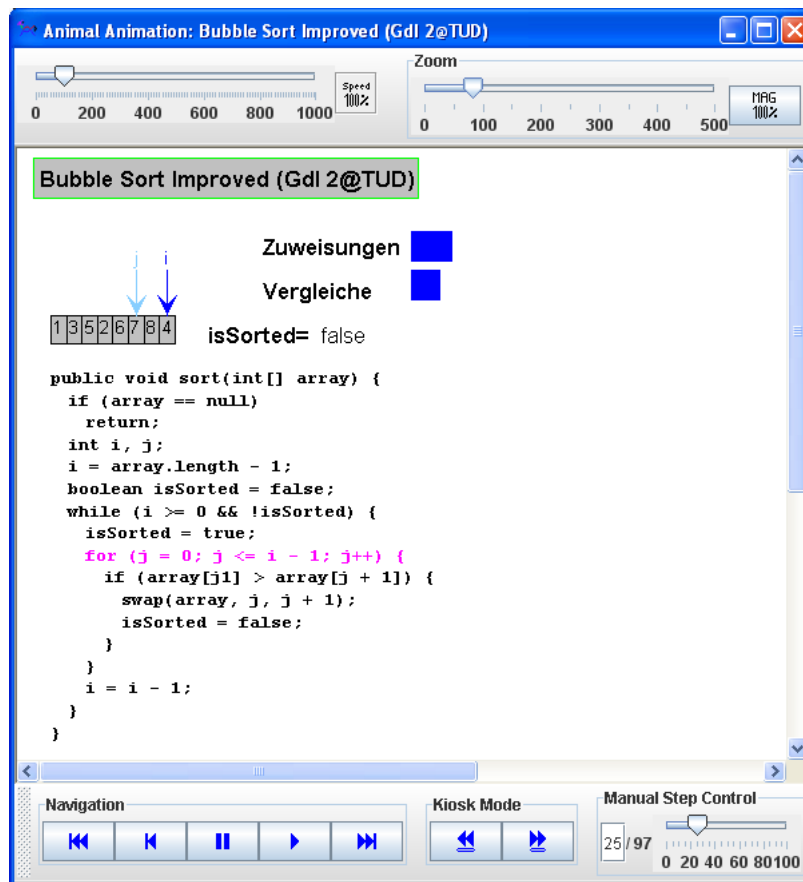 Animal Animation: Bubble Sort Improved (GdI 2@TUD)
Zoom
Speed
100%
MAG
100%
0 200 400 600 800 1000
0 100 200 300 400 500
Bubble Sort Improved (GdI 2@TUD)
Zuweisungen
j i
Vergleiche
1 3 5 2 6 7 8 4
isSorted= false
public void sort(int[] array) {
if (array == null)
return;
int i, j;
i = array.length - 1;
boolean isSorted = false;
while (i >= 0 && !isSorted) {
isSorted = true;
for (j = 0; j <= i - 1; j++) {
if (array[j1] > array[j + 1]) {
swap(array, j, j + 1);
isSorted = false;
}
}
i = i - 1;
}
}
Navigation
Kiosk Mode
Manual Step Control
25 / 97
0 20 40 60 80 100